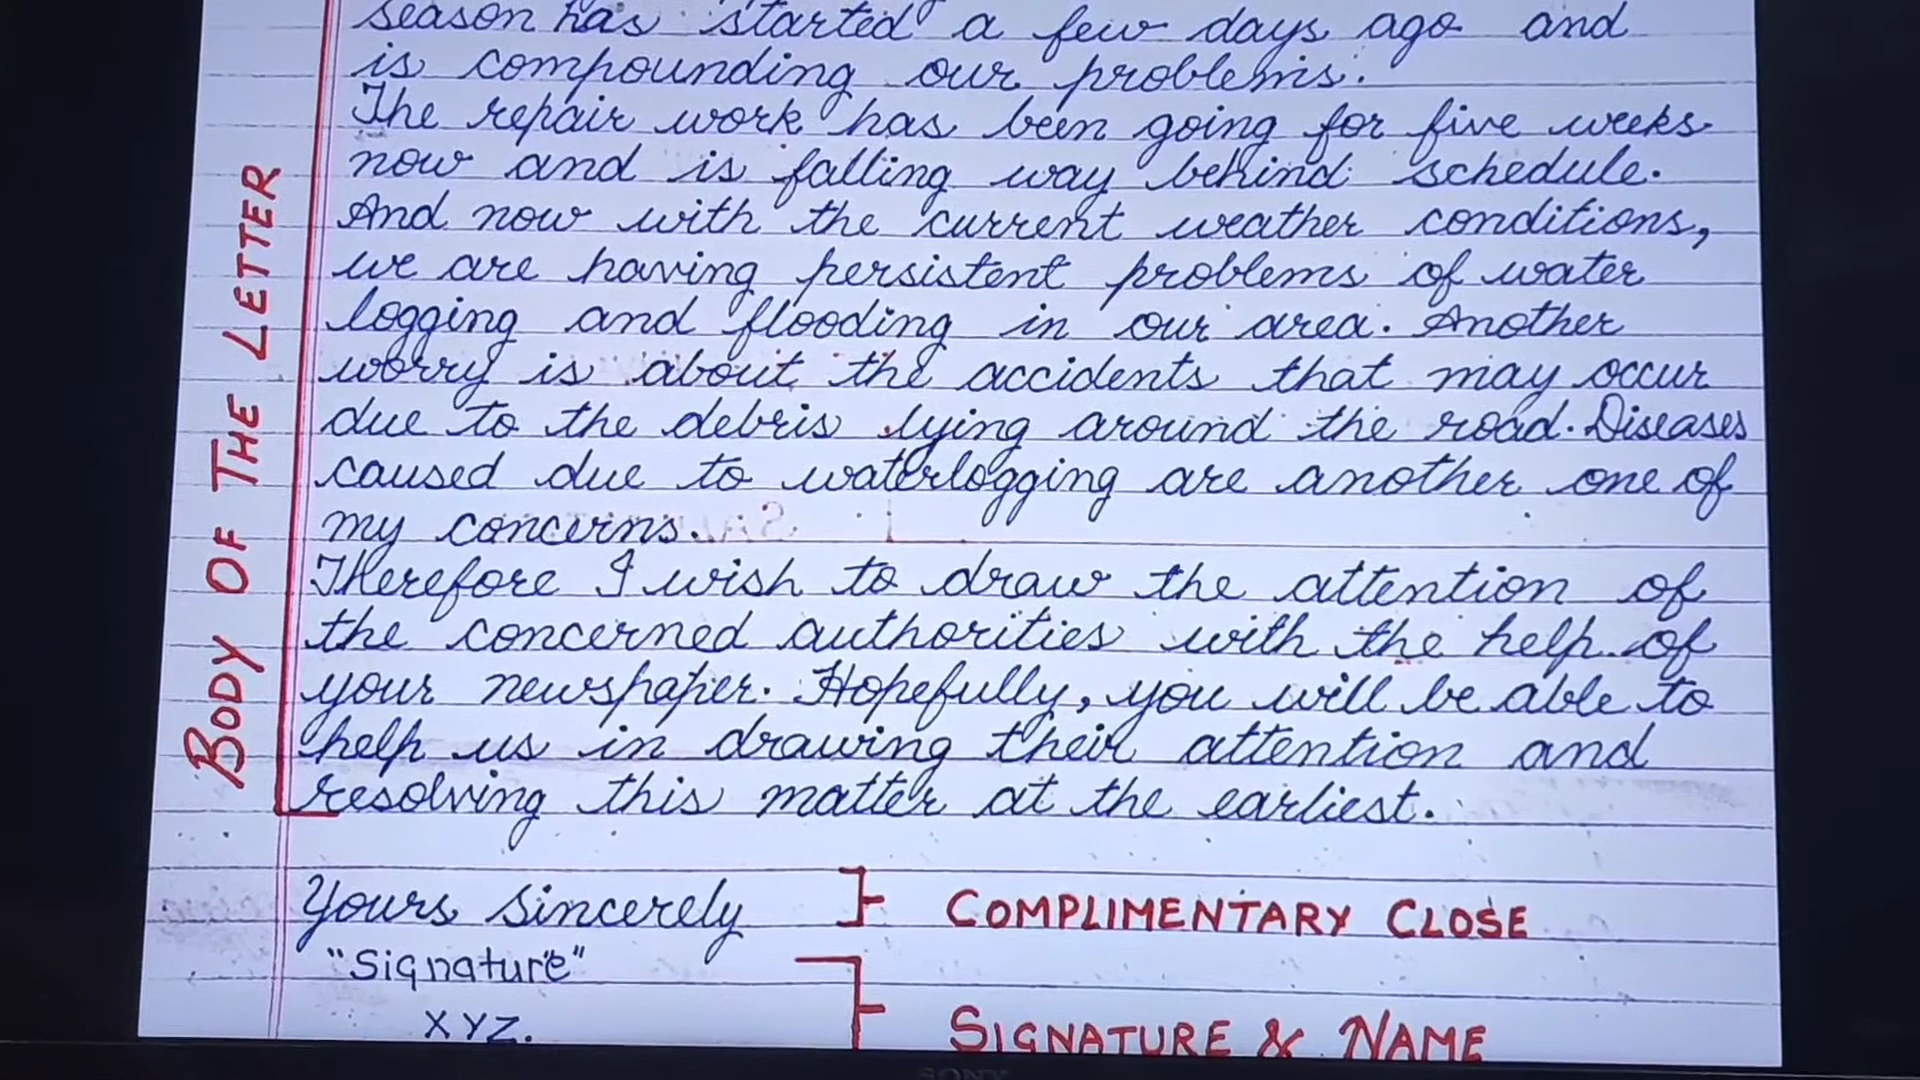 season has started a few days ago and
is compounding our problems.
The repair work has been going for five weeks
now and is falling way behind schedule.
And now with the current weather conditions,
we are having persistent problems of water
logging and flooding in our area. Another
worry is about the accidents that may occur
due to the debris lying around the road. Diseases
caused due to waterlogging are another one of
my concerns.
Therefore I wish to draw the attention of
the concerned authorities with the help of
your newspaper. Hopefully, you will be able to
help us in drawing their attention and
resolving this matter at the earliest.
BODY OF THE LETTER
Yours Sincerely COMPLIMENTARY CLOSE
"Signature"
XYZ. SIGNATURE & NAME
SONY